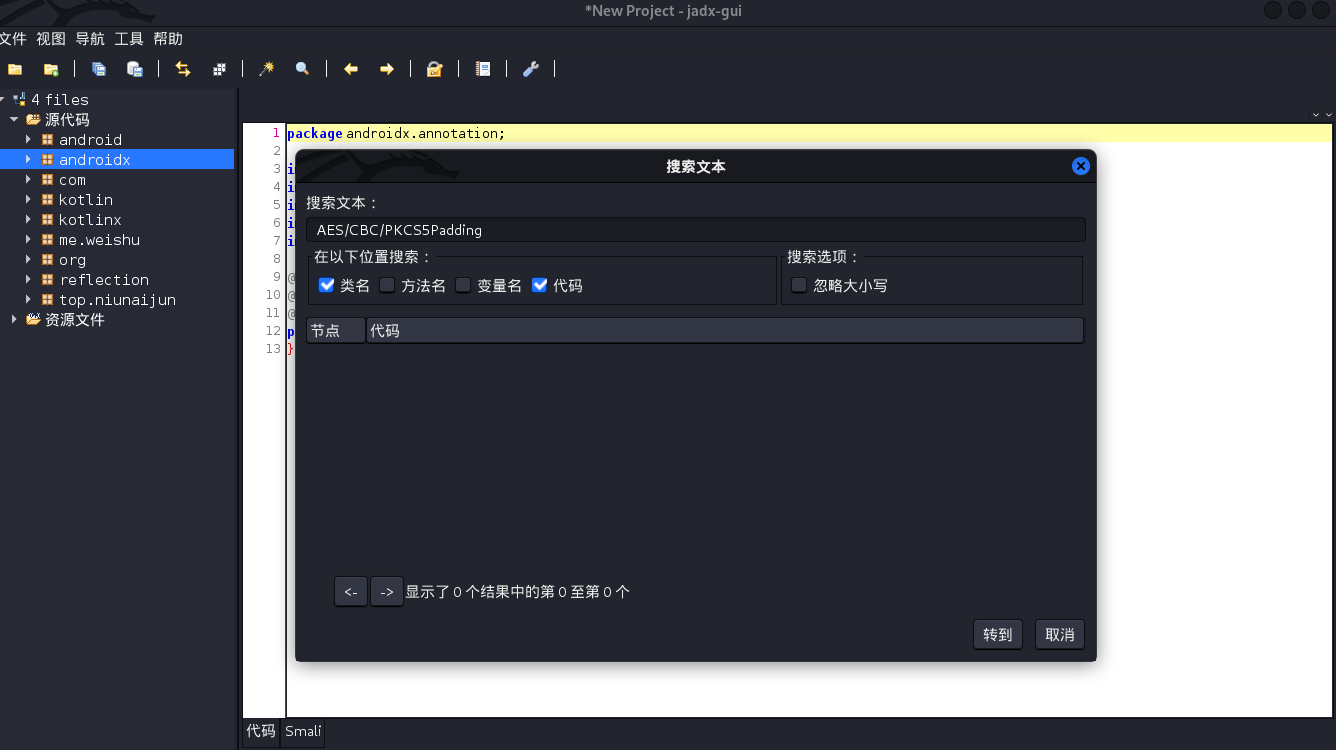 *New Project - jadx-gui
文件 视图 导航 工具 帮助
4 files
源代码
android
androidx
com
kotlin
kotlinx
me.weishu
org
reflection
top.niunaijun
资源文件
1 package androidx.annotation;
2
3 i
4 i
5 i
6 i
7 i
8
9 @
10 @
11 @
12 p
13 }
搜索文本
搜索文本：
AES/CBC/PKCS5Padding
在以下位置搜索： 搜索选项：
类名 方法名 变量名 代码 忽略大小写
节点 代码
<- -> 显示了 0 个结果中的第 0 至第 0 个
转到 取消
代码 Smali